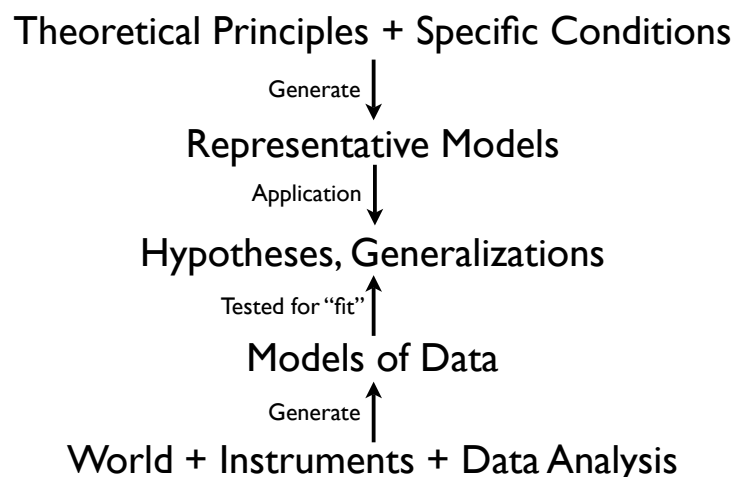 Theoretical Principles + Specific Conditions
Generate
Representative Models
Application
Hypotheses, Generalizations
Tested for “fit”
Models of Data
Generate
World + Instruments + Data Analysis